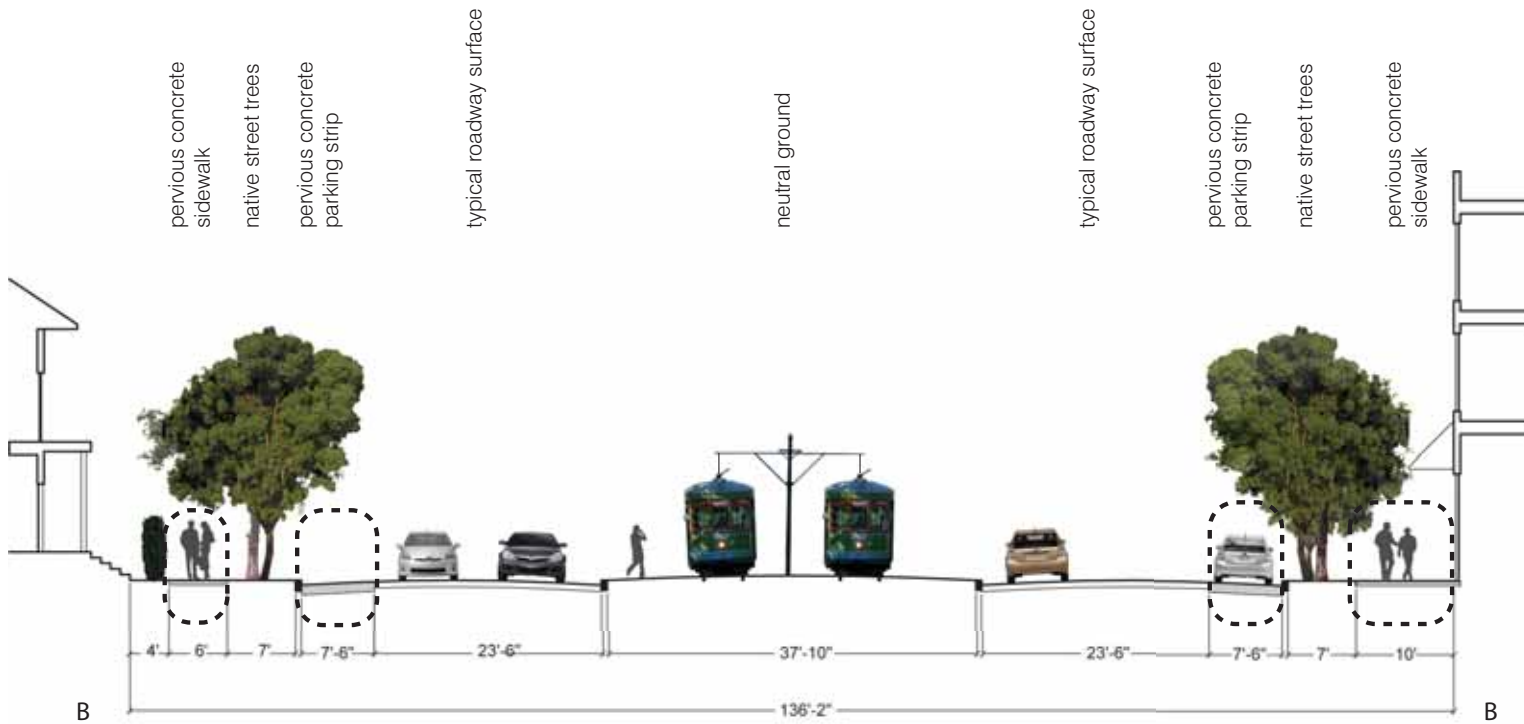 pervious concrete
sidewalk
native street trees
pervious concrete
parking strip
typical roadway surface
neutral ground
typical roadway surface
pervious concrete
parking strip
native street trees
pervious concrete
sidewalk
4' 6' 7' 7'-6" 23'-6" 37'-10" 23'-6" 7'-6" 7' 10'
B 136'-2" B